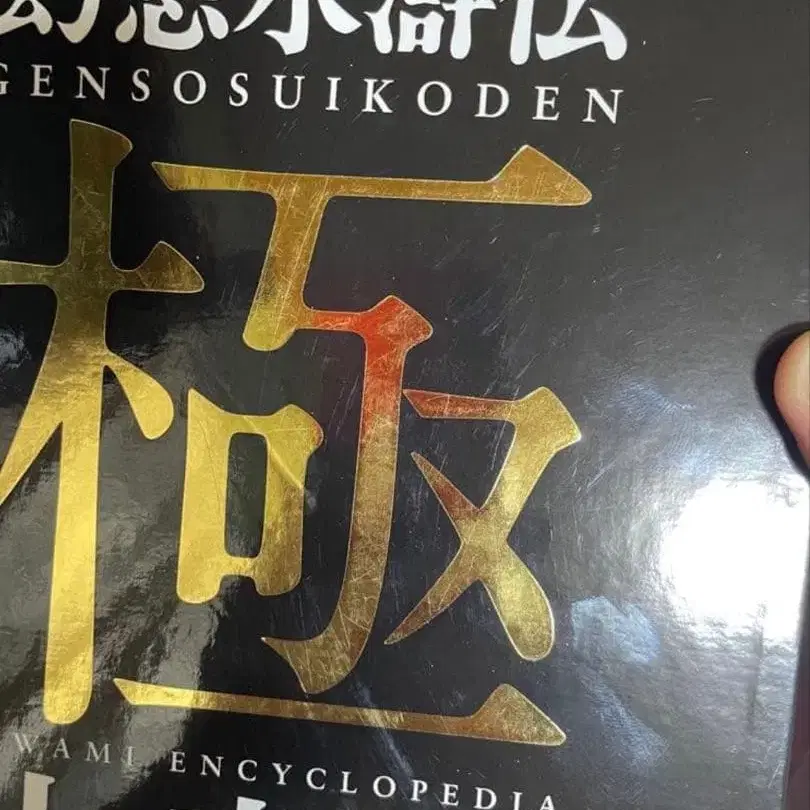 幻想水滸伝
GENSOSUIKODEN
極
WAMI ENCYCLOPEDIA